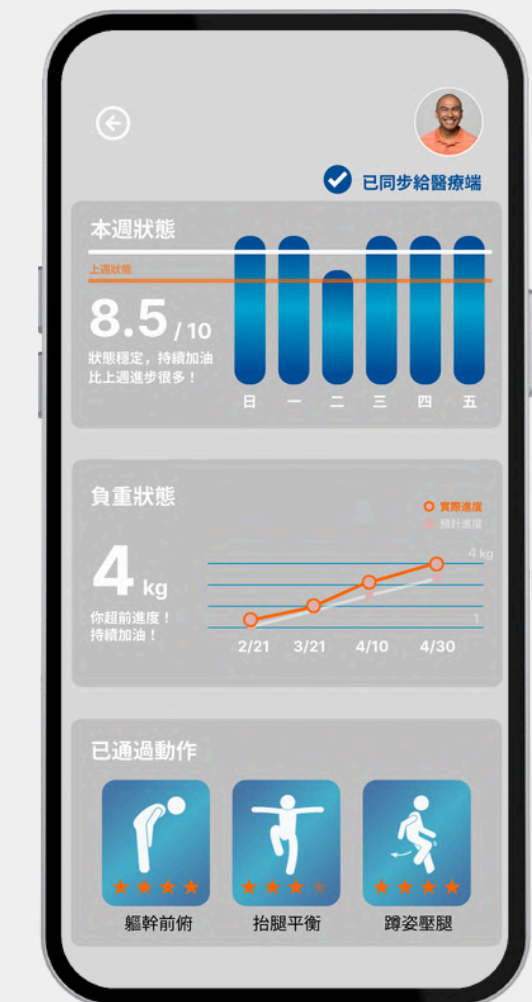 已同步給醫療端
本週狀態
上週狀態
8.5 / 10
狀態穩定，持續加油
比上週進步很多！
日 一 二 三 四 五
負重狀態
實際進度
預計進度
4 kg
4 kg
你超前進度！
持續加油！
1
2/21 3/21 4/10 4/30
已通過動作
軀幹前俯 抬腿平衡 蹲姿壓腿